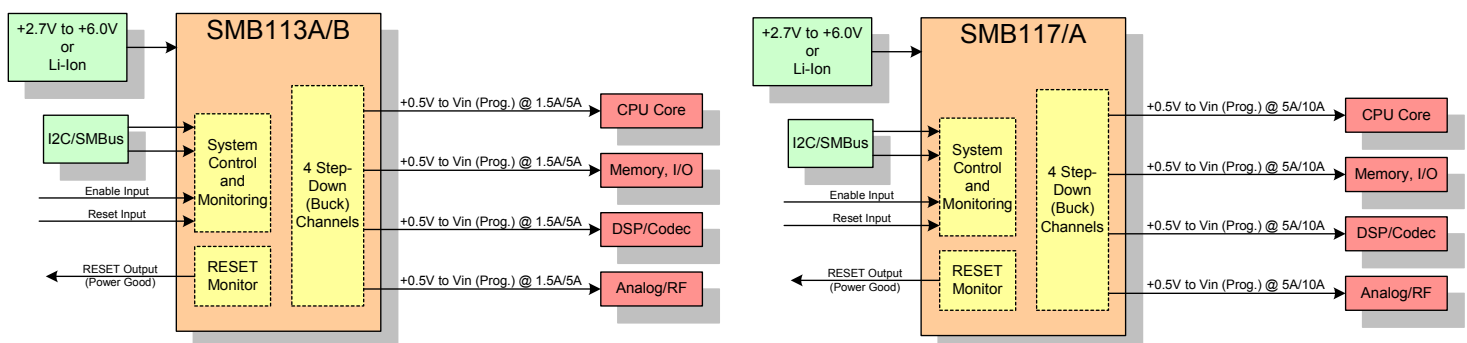 SMB113A/B
+2.7V to +6.0V
or
Li-Ion
I2C/SMBus
Enable Input
Reset Input
RESET Output
(Power Good)
System
Control
and
Monitoring
RESET
Monitor
4 Step-
Down
(Buck)
Channels
+0.5V to Vin (Prog.) @ 1.5A/5A
CPU Core
+0.5V to Vin (Prog.) @ 1.5A/5A
Memory, I/O
+0.5V to Vin (Prog.) @ 1.5A/5A
DSP/Codec
+0.5V to Vin (Prog.) @ 1.5A/5A
Analog/RF
SMB117/A
+2.7V to +6.0V
or
Li-Ion
I2C/SMBus
Enable Input
Reset Input
RESET Output
(Power Good)
System
Control
and
Monitoring
RESET
Monitor
4 Step-
Down
(Buck)
Channels
+0.5V to Vin (Prog.) @ 5A/10A
CPU Core
+0.5V to Vin (Prog.) @ 5A/10A
Memory, I/O
+0.5V to Vin (Prog.) @ 5A/10A
DSP/Codec
+0.5V to Vin (Prog.) @ 5A/10A
Analog/RF